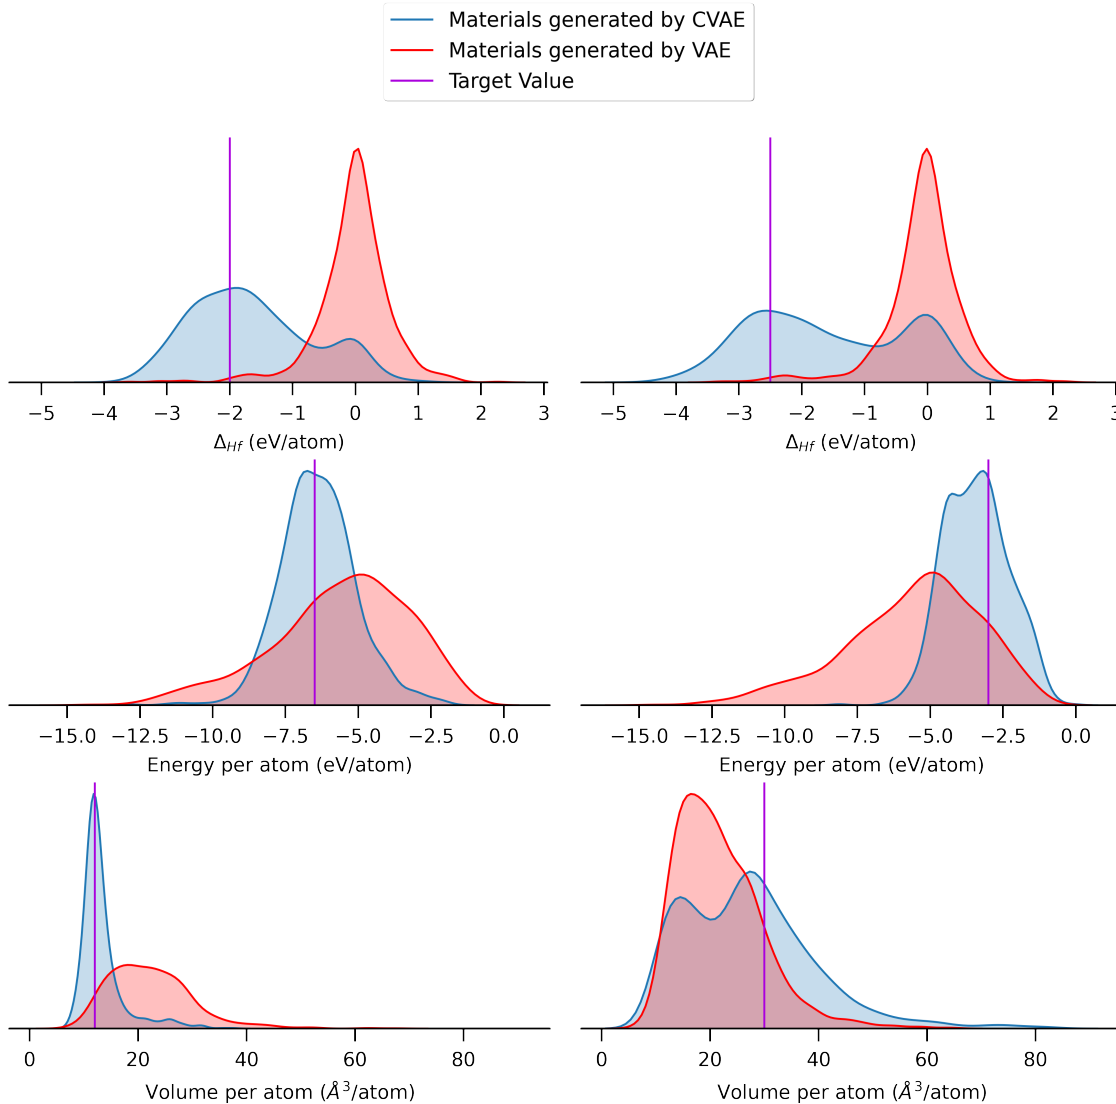 Materials generated by CVAE
Materials generated by VAE
Target Value
−5 −4 −3 −2 −1 0 1 2 3
Δ_Hf (eV/atom)
−5 −4 −3 −2 −1 0 1 2 3
Δ_Hf (eV/atom)
−15.0 −12.5 −10.0 −7.5 −5.0 −2.5 0.0
Energy per atom (eV/atom)
−15.0 −12.5 −10.0 −7.5 −5.0 −2.5 0.0
Energy per atom (eV/atom)
0 20 40 60 80
Volume per atom (Å³/atom)
0 20 40 60 80
Volume per atom (Å³/atom)